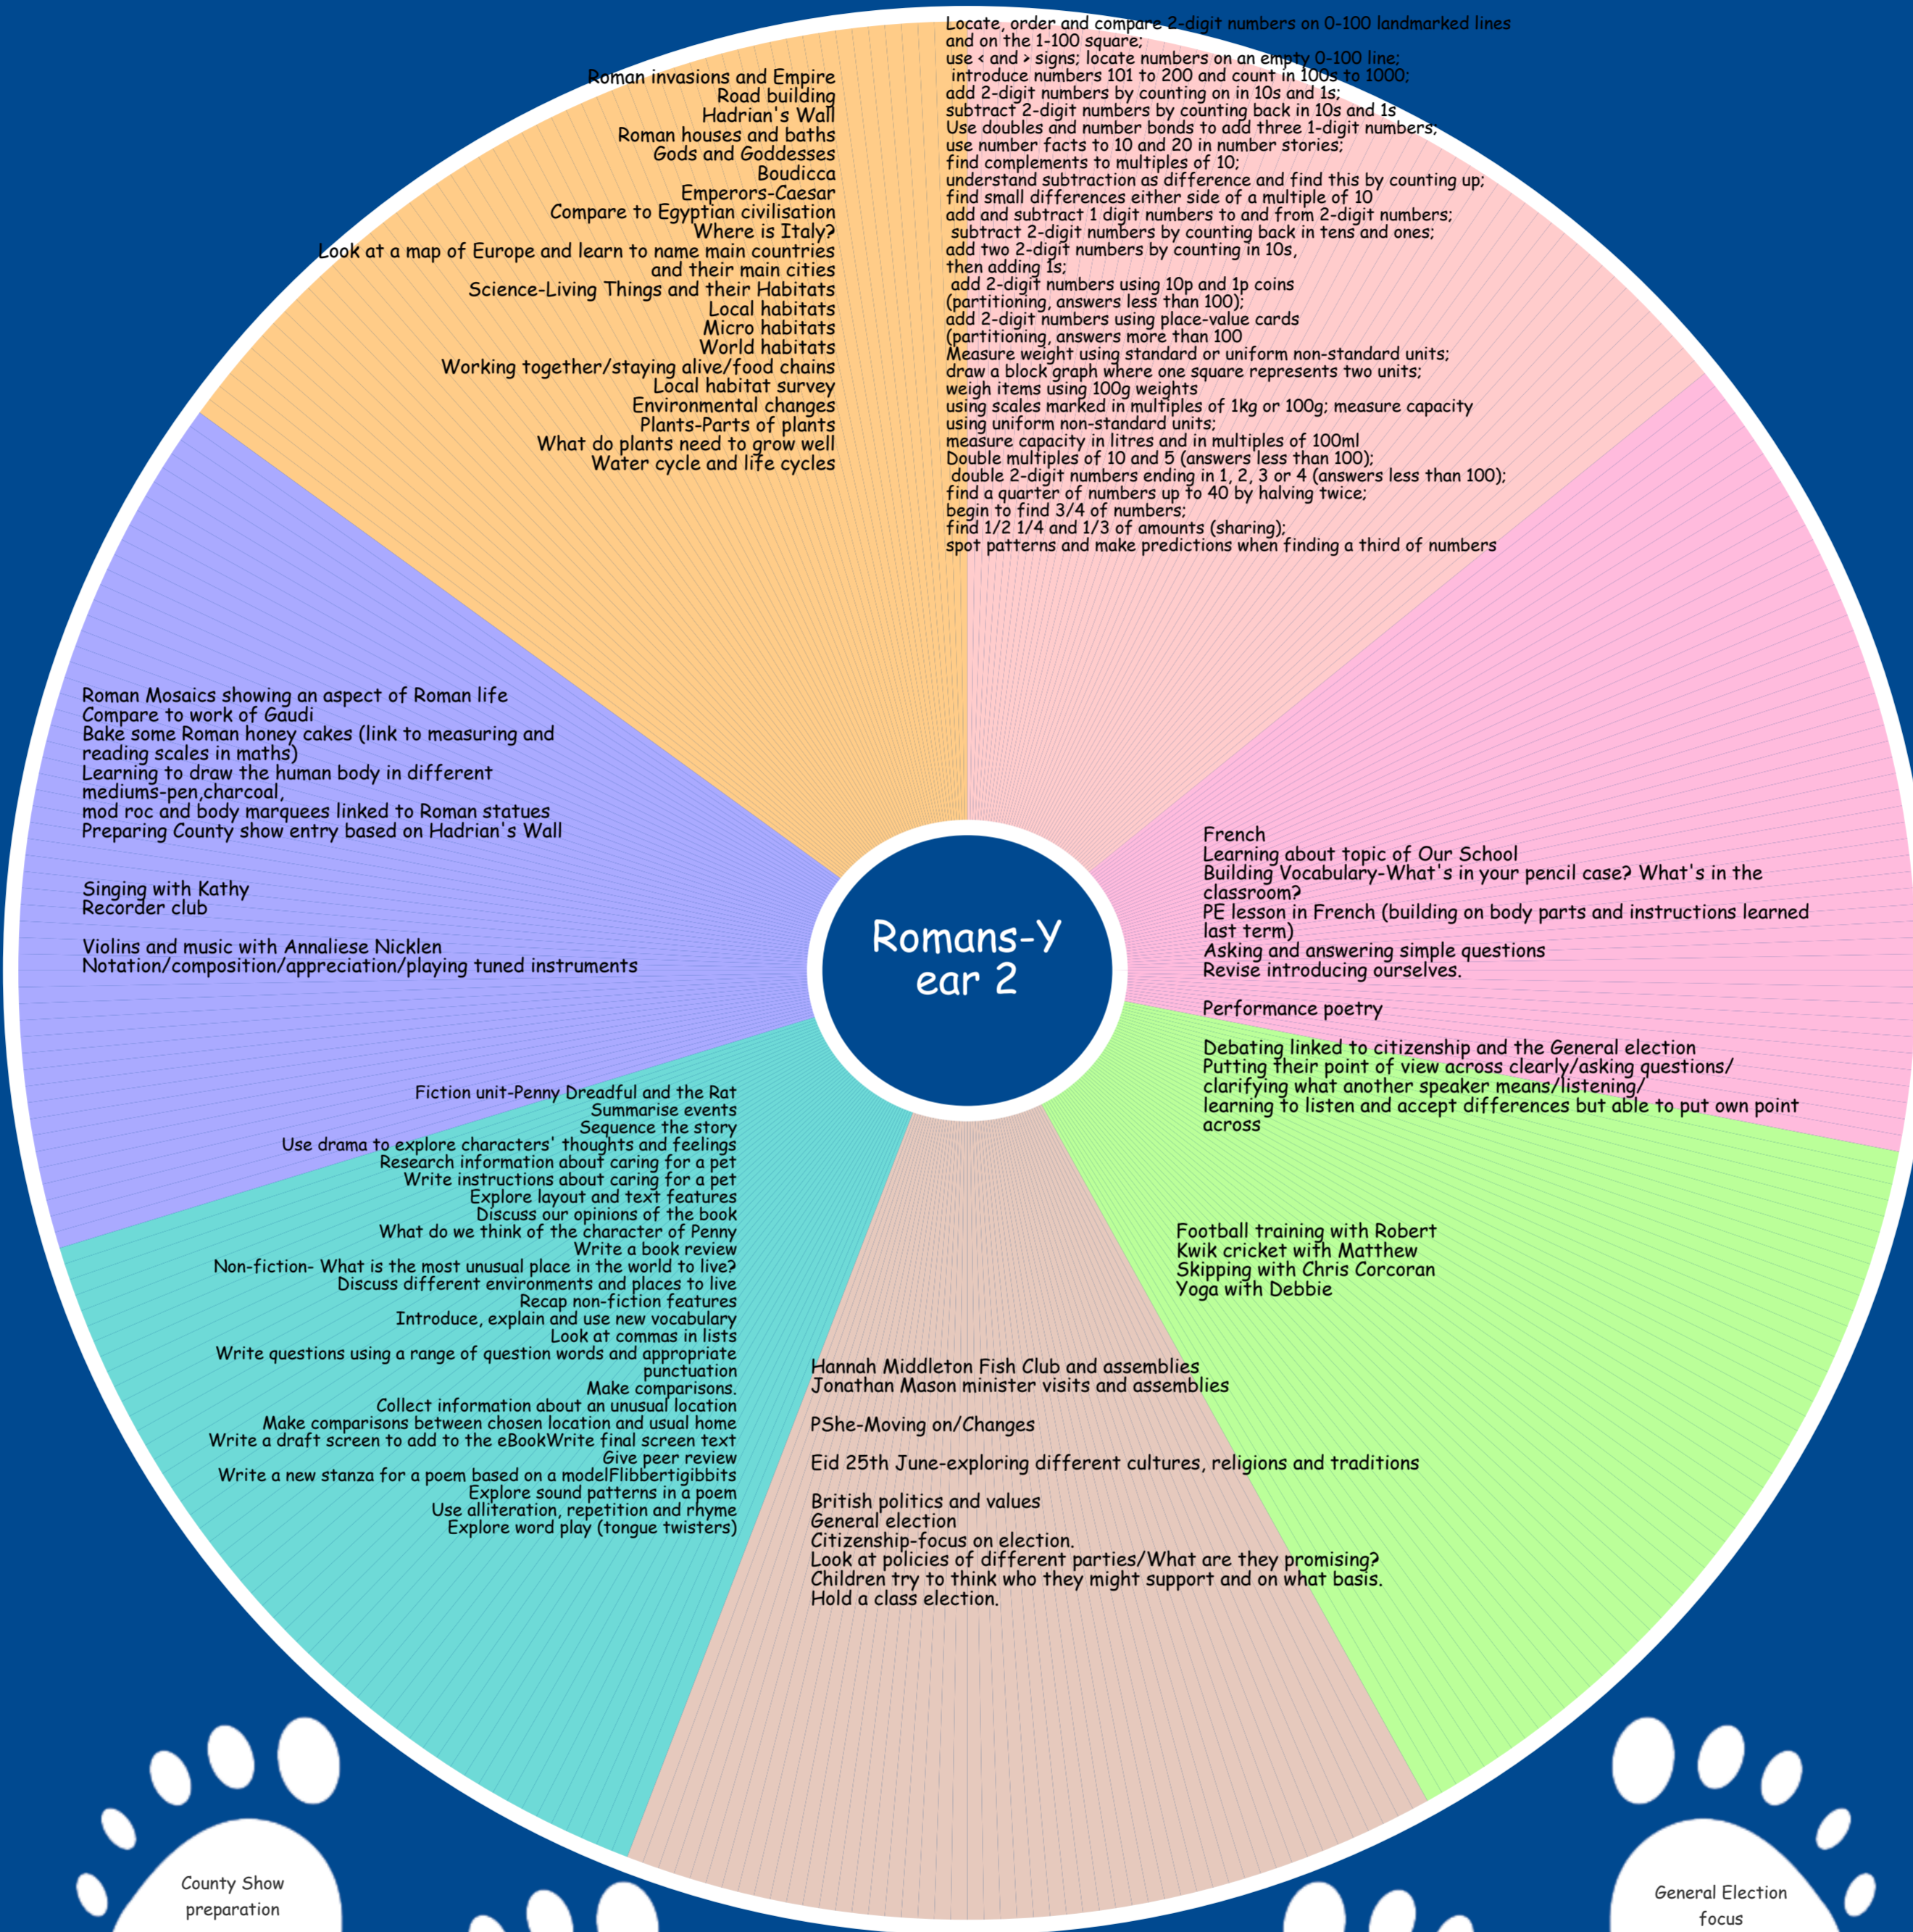 Locate, order and compare 2-digit numbers on 0-100 landmarked lines
and on the 1-100 square;
use < and > signs; locate numbers on an empty 0-100 line;
introduce numbers 101 to 200 and count in 100s to 1000;
add 2-digit numbers by counting on in 10s and 1s;
subtract 2-digit numbers by counting back in 10s and 1s
Use doubles and number bonds to add three 1-digit numbers;
use number facts to 10 and 20 in number stories;
find complements to multiples of 10;
understand subtraction as difference and find this by counting up;
find small differences either side of a multiple of 10
add and subtract 1 digit numbers to and from 2-digit numbers;
subtract 2-digit numbers by counting back in tens and ones;
add two 2-digit numbers by counting in 10s,
then adding 1s;
add 2-digit numbers using 10p and 1p coins
(partitioning, answers less than 100);
add 2-digit numbers using place-value cards
(partitioning, answers more than 100
Measure weight using standard or uniform non-standard units;
draw a block graph where one square represents two units;
weigh items using 100g weights
using scales marked in multiples of 1kg or 100g; measure capacity
using uniform non-standard units;
measure capacity in litres and in multiples of 100ml
Double multiples of 10 and 5 (answers less than 100);
double 2-digit numbers ending in 1, 2, 3 or 4 (answers less than 100);
find a quarter of numbers up to 40 by halving twice;
begin to find 3/4 of numbers;
find 1/2 1/4 and 1/3 of amounts (sharing);
spot patterns and make predictions when finding a third of numbers
Roman invasions and Empire
Road building
Hadrian's Wall
Roman houses and baths
Gods and Goddesses
Boudicca
Emperors-Caesar
Compare to Egyptian civilisation
Where is Italy?
Look at a map of Europe and learn to name main countries
and their main cities
Science-Living Things and their Habitats
Local habitats
Micro habitats
World habitats
Working together/staying alive/food chains
Local habitat survey
Environmental changes
Plants-Parts of plants
What do plants need to grow well
Water cycle and life cycles
Roman Mosaics showing an aspect of Roman life
Compare to work of Gaudi
Bake some Roman honey cakes (link to measuring and
reading scales in maths)
Learning to draw the human body in different
mediums-pen,charcoal,
mod roc and body marquees linked to Roman statues
Preparing County show entry based on Hadrian's Wall
Singing with Kathy
Recorder club
Violins and music with Annaliese Nicklen
Notation/composition/appreciation/playing tuned instruments
Romans-Y
ear 2
French
Learning about topic of Our School
Building Vocabulary-What's in your pencil case? What's in the
classroom?
PE lesson in French (building on body parts and instructions learned
last term)
Asking and answering simple questions
Revise introducing ourselves.
Performance poetry
Debating linked to citizenship and the General election
Putting their point of view across clearly/asking questions/
clarifying what another speaker means/listening/
learning to listen and accept differences but able to put own point
across
Fiction unit-Penny Dreadful and the Rat
Summarise events
Sequence the story
Use drama to explore characters' thoughts and feelings
Research information about caring for a pet
Write instructions about caring for a pet
Explore layout and text features
Discuss our opinions of the book
What do we think of the character of Penny
Write a book review
Non-fiction- What is the most unusual place in the world to live?
Discuss different environments and places to live
Recap non-fiction features
Introduce, explain and use new vocabulary
Look at commas in lists
Write questions using a range of question words and appropriate
punctuation
Make comparisons.
Collect information about an unusual location
Make comparisons between chosen location and usual home
Write a draft screen to add to the eBookWrite final screen text
Give peer review
Write a new stanza for a poem based on a modelFlibbertigibbits
Explore sound patterns in a poem
Use alliteration, repetition and rhyme
Explore word play (tongue twisters)
Football training with Robert
Kwik cricket with Matthew
Skipping with Chris Corcoran
Yoga with Debbie
Hannah Middleton Fish Club and assemblies
Jonathan Mason minister visits and assemblies
PShe-Moving on/Changes
Eid 25th June-exploring different cultures, religions and traditions
British politics and values
General election
Citizenship-focus on election.
Look at policies of different parties/What are they promising?
Children try to think who they might support and on what basis.
Hold a class election.
County Show
preparation
General Election
focus